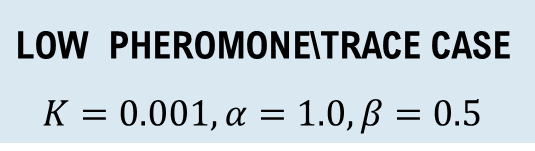 LOW PHEROMONE\TRACE CASE
K = 0.001, α = 1.0, β = 0.5